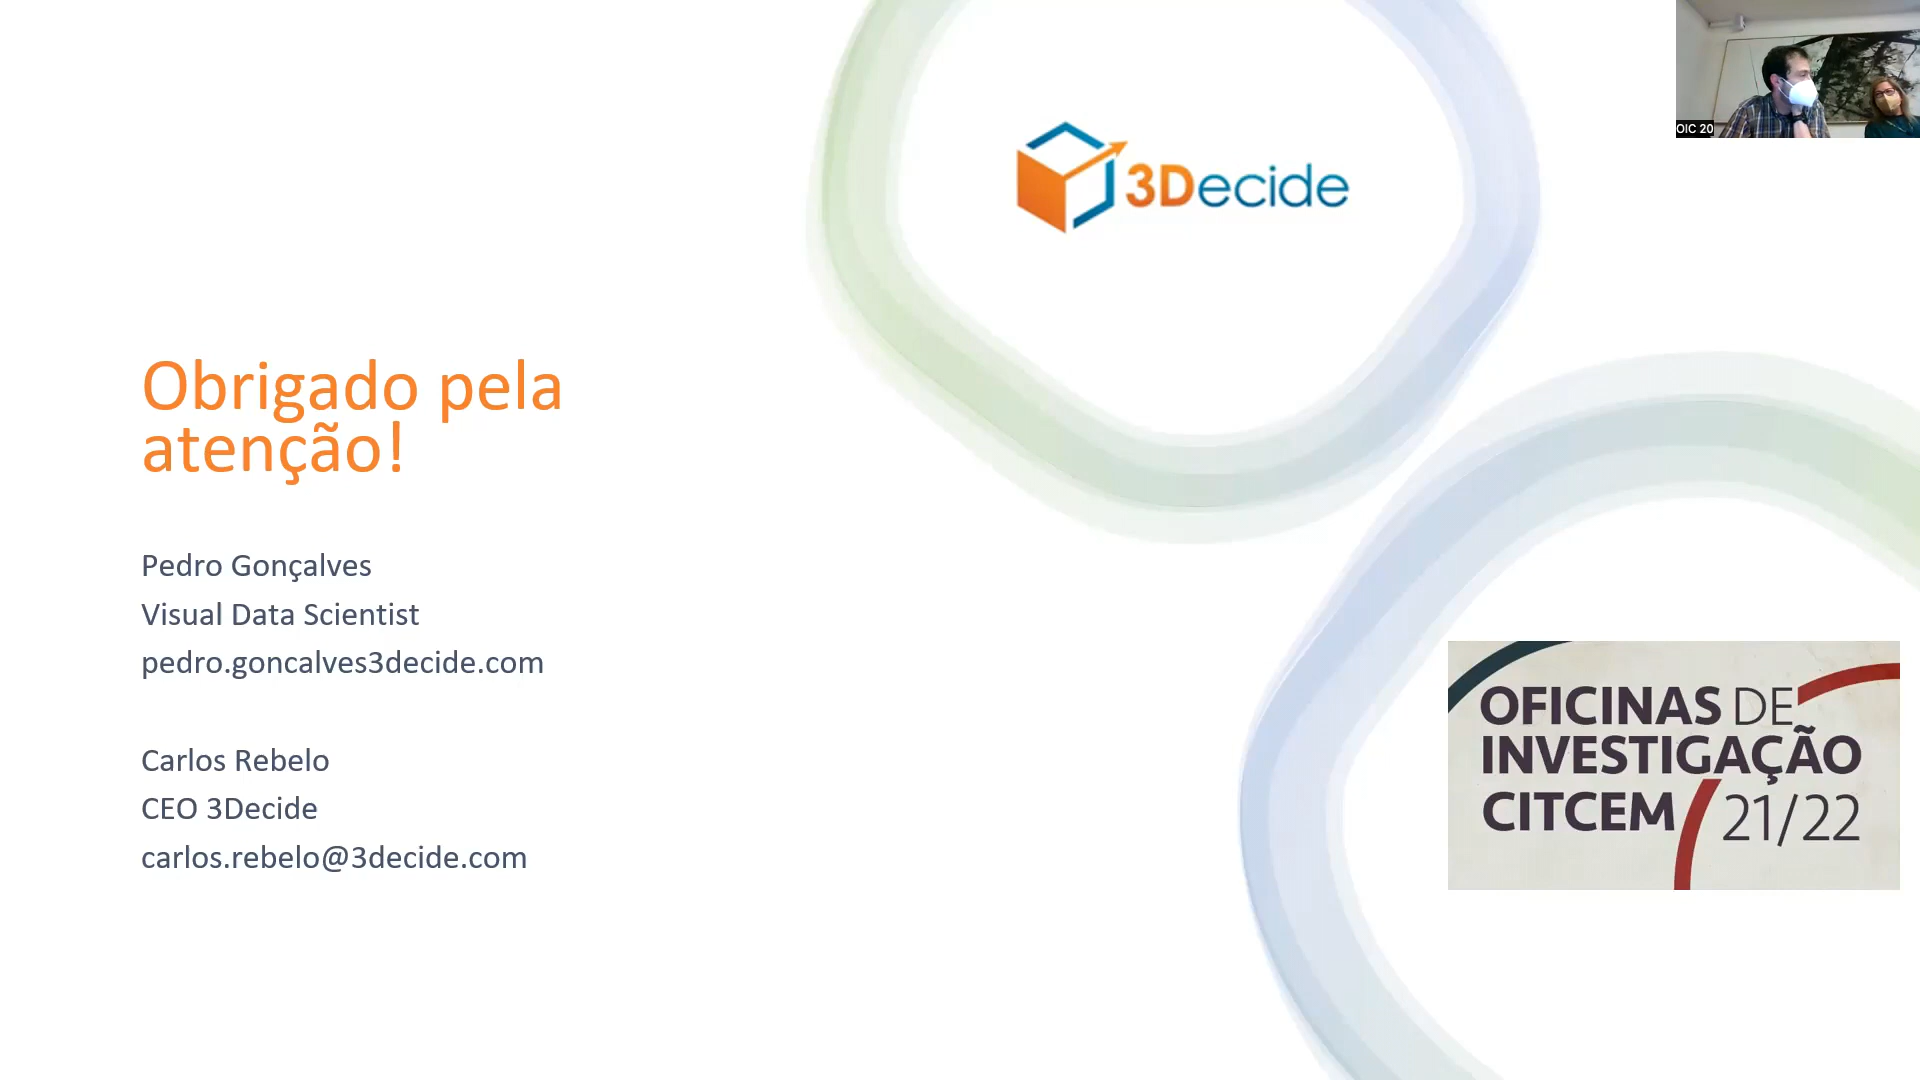 OIC 20
3Decide
Obrigado pela
atenção!
Pedro Gonçalves
Visual Data Scientist
pedro.goncalves3decide.com
Carlos Rebelo
CEO 3Decide
carlos.rebelo@3decide.com
OFICINAS DE
INVESTIGAÇÃO
CITCEM / 21/22